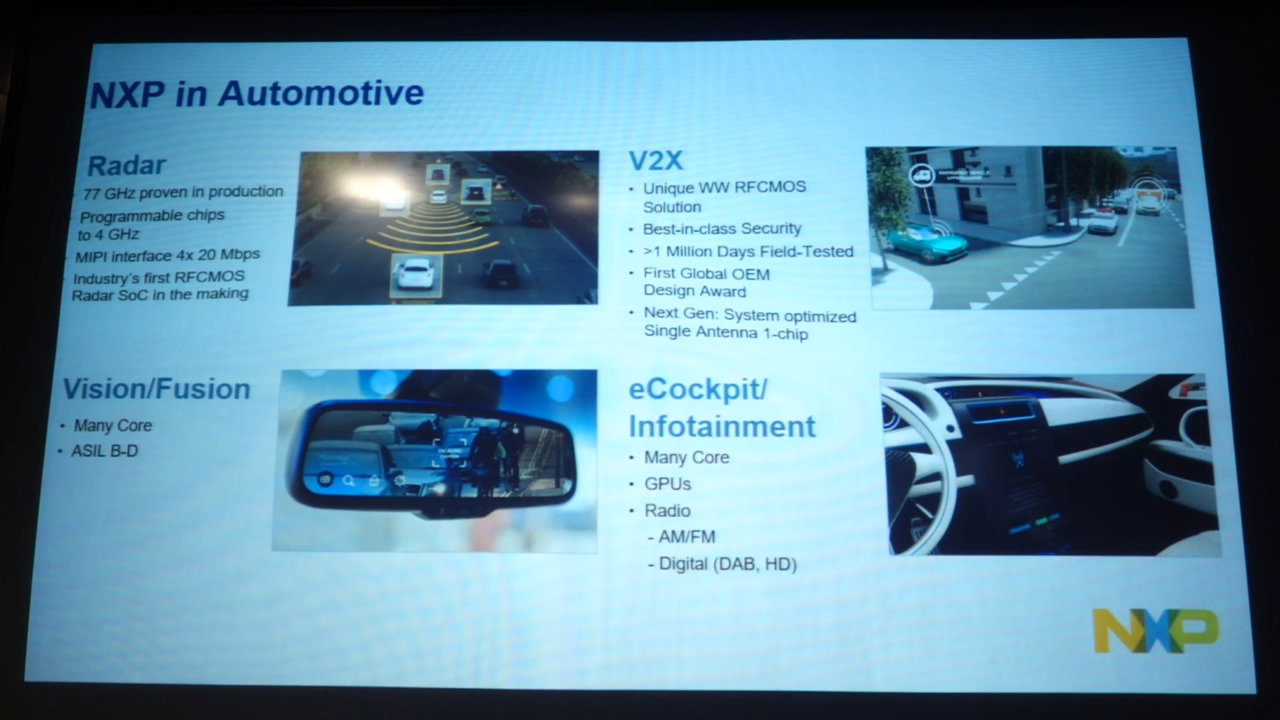 NXP in Automotive
Radar
77 GHz proven in production
Programmable chips
to 4 GHz
MIPI interface 4x 20 Mbps
Industry's first RFCMOS
Radar SoC in the making
V2X
• Unique WW RFCMOS
Solution
• Best-in-class Security
• >1 Million Days Field-Tested
• First Global OEM
Design Award
• Next Gen: System optimized
Single Antenna 1-chip
Vision/Fusion
• Many Core
• ASIL B-D
eCockpit/
Infotainment
• Many Core
• GPUs
• Radio
- AM/FM
- Digital (DAB, HD)
NXP